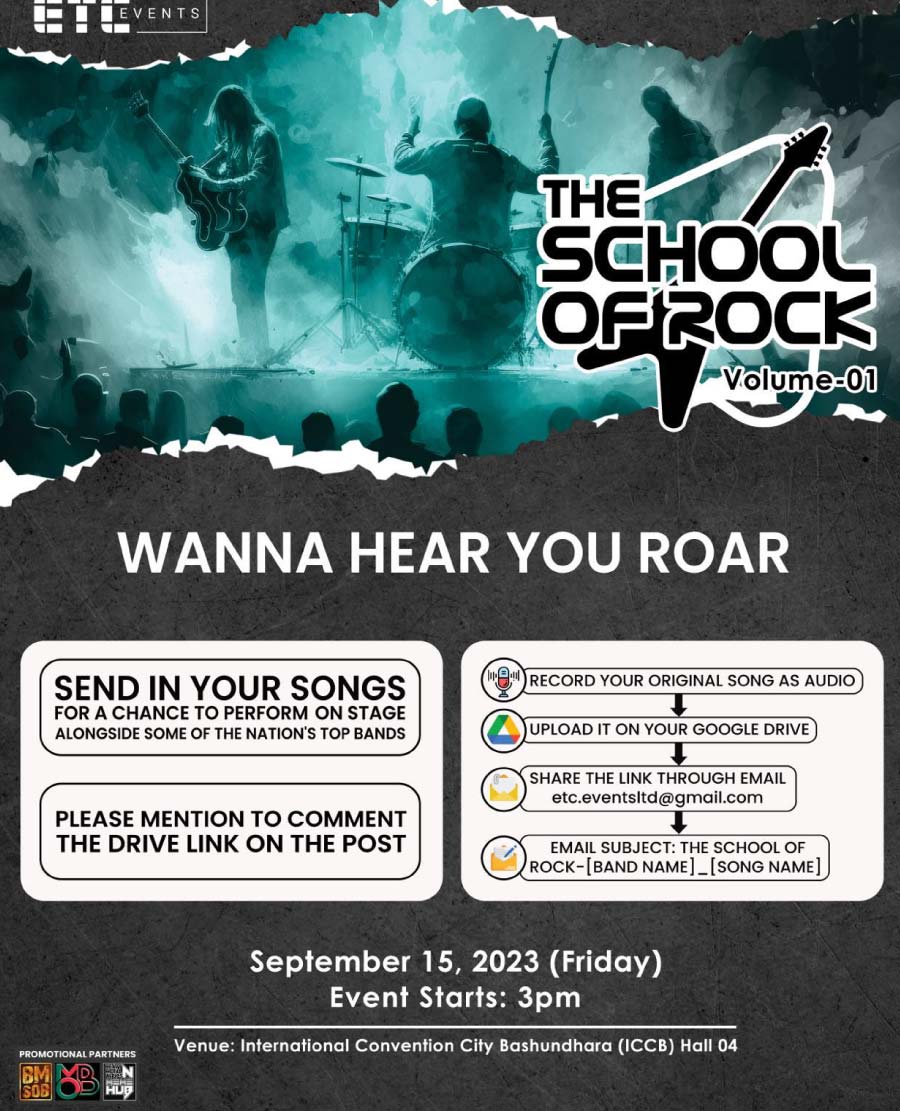 ETC EVENTS
THE
SCHOOL
OF ROCK
Volume-01
WANNA HEAR YOU ROAR
SEND IN YOUR SONGS
FOR A CHANCE TO PERFORM ON STAGE
ALONGSIDE SOME OF THE NATION'S TOP BANDS
PLEASE MENTION TO COMMENT
THE DRIVE LINK ON THE POST
RECORD YOUR ORIGINAL SONG AS AUDIO
UPLOAD IT ON YOUR GOOGLE DRIVE
SHARE THE LINK THROUGH EMAIL
etc.eventsltd@gmail.com
EMAIL SUBJECT: THE SCHOOL OF
ROCK-[BAND NAME]_[SONG NAME]
September 15, 2023 (Friday)
Event Starts: 3pm
Venue: International Convention City Bashundhara (ICCB) Hall 04
PROMOTIONAL PARTNERS
BM
SOB
HUB